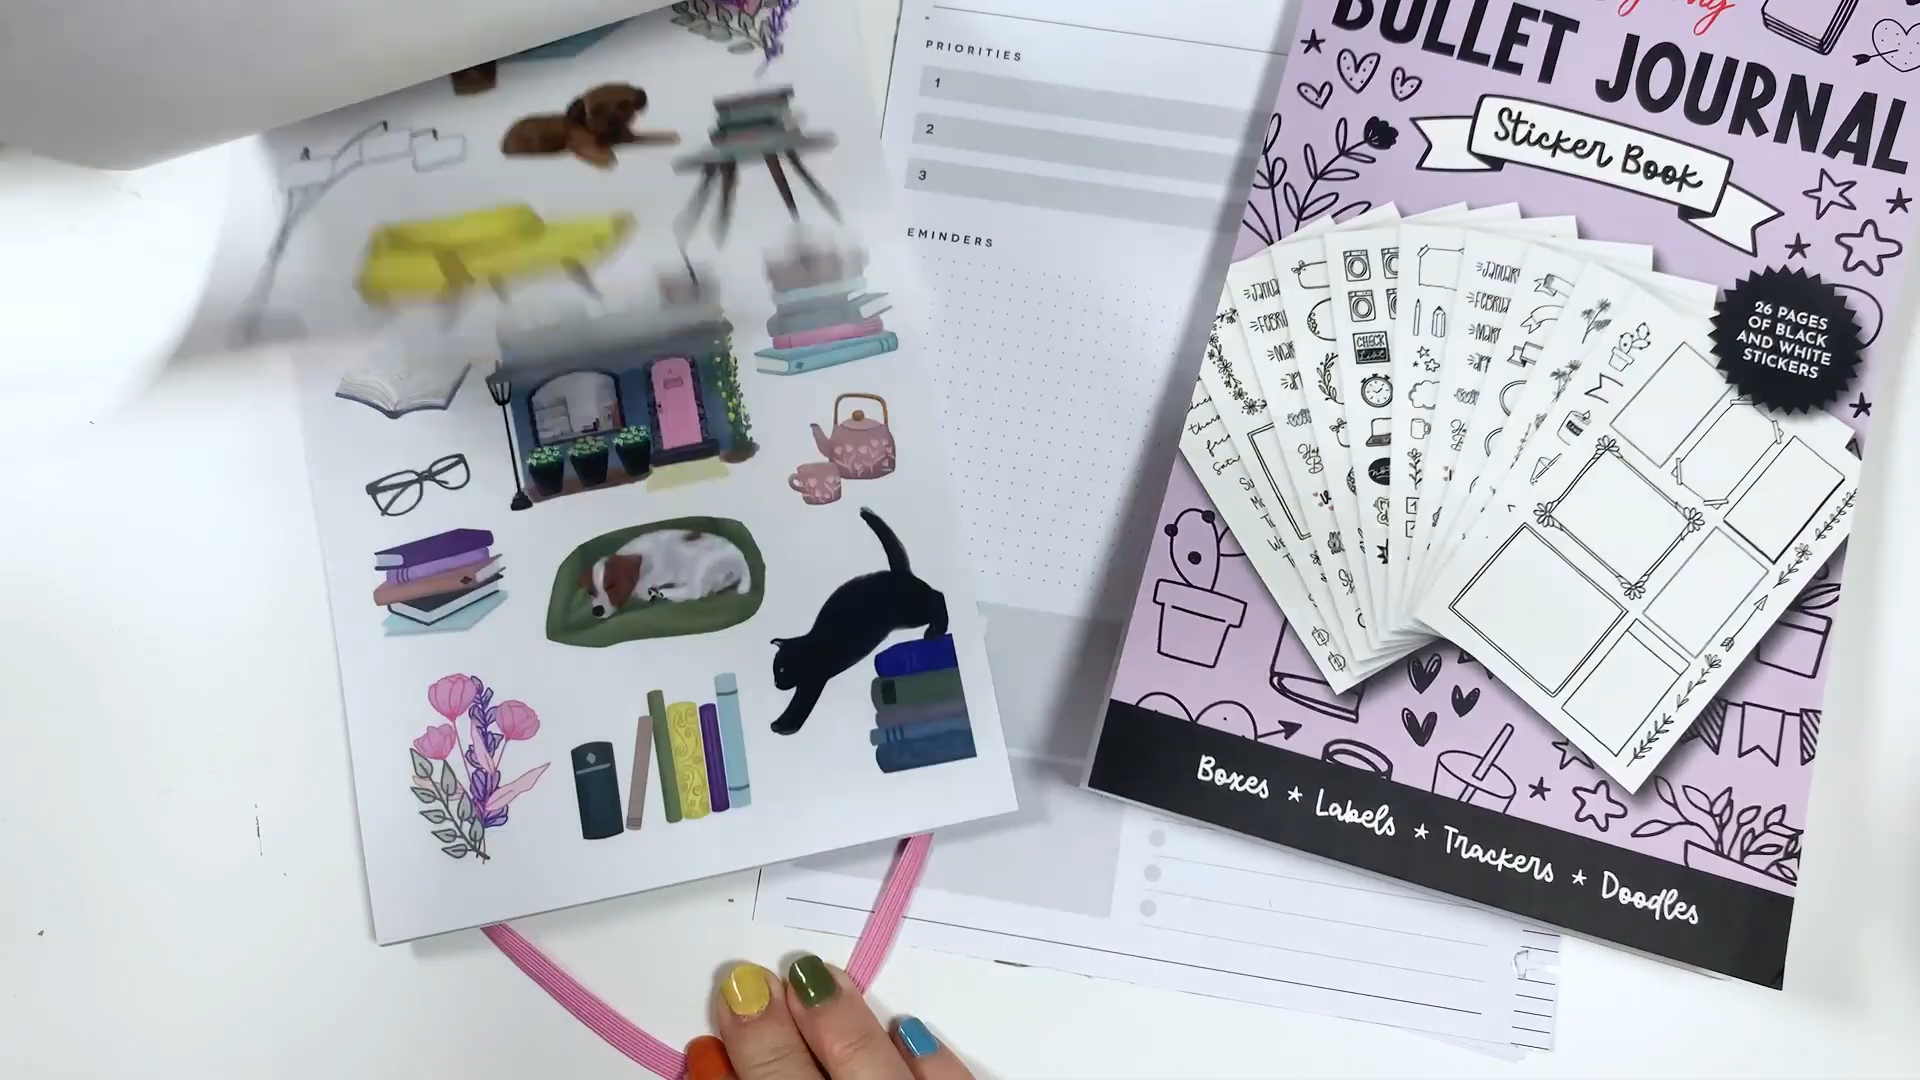 PRIORITIES
1
2
3
EMINDERS
BULLET JOURNAL
Sticker Book
26 PAGES
OF BLACK
AND WHITE
STICKERS
CHECK
Boxes ★ Labels ★ Trackers ★ Doodles